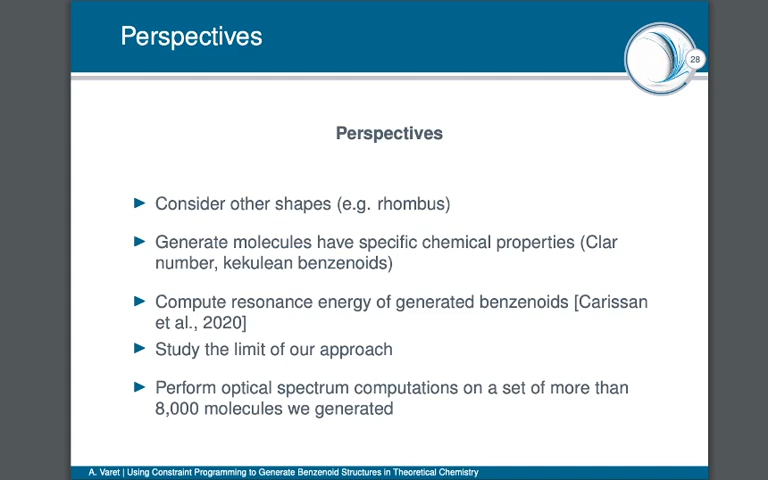 Perspectives
28
Perspectives
Consider other shapes (e.g. rhombus)
Generate molecules have specific chemical properties (Clar
number, kekulean benzenoids)
Compute resonance energy of generated benzenoids [Carissan
et al., 2020]
Study the limit of our approach
Perform optical spectrum computations on a set of more than
8,000 molecules we generated
A. Varet | Using Constraint Programming to Generate Benzenoid Structures in Theoretical Chemistry